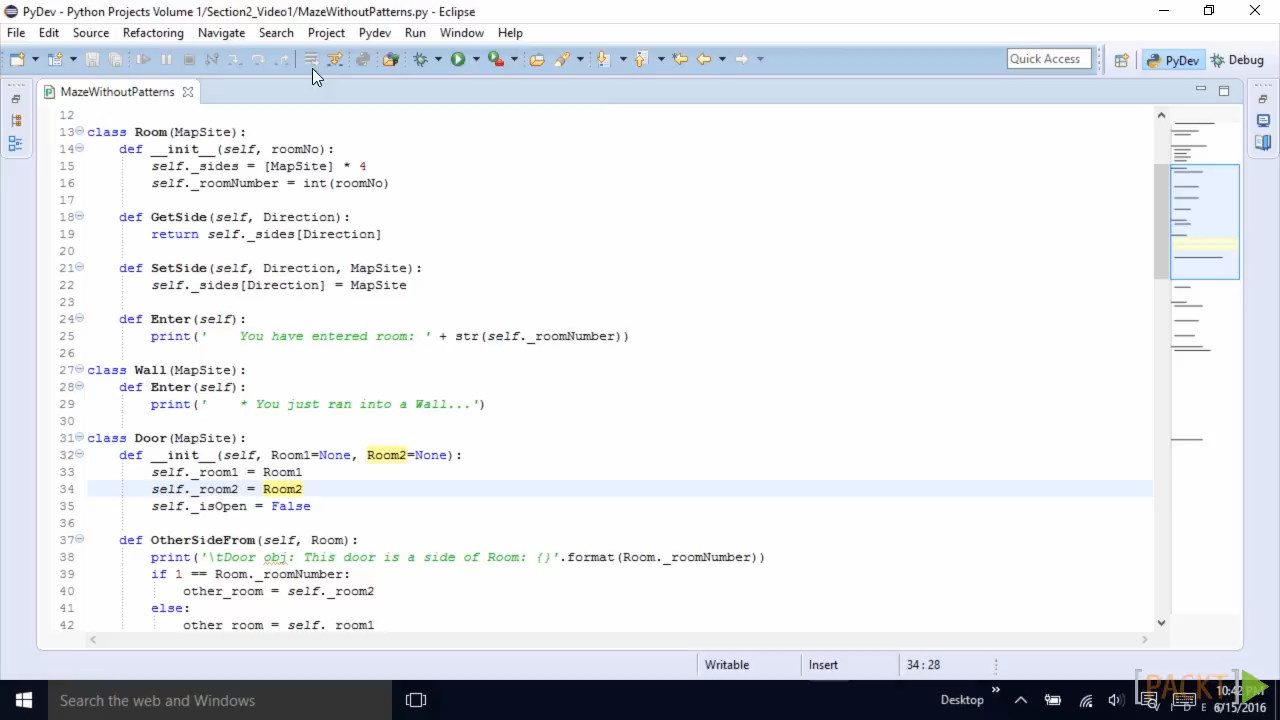 PyDev - Python Projects Volume 1/Section2_Video1/MazeWithoutPatterns.py - Eclipse
File Edit Source Refactoring Navigate Search Project Pydev Run Window Help
Quick Access PyDev Debug
MazeWithoutPatterns
12
13 class Room(MapSite):
14 def __init__(self, roomNo):
15 self._sides = [MapSite] * 4
16 self._roomNumber = int(roomNo)
17
18 def GetSide(self, Direction):
19 return self._sides[Direction]
20
21 def SetSide(self, Direction, MapSite):
22 self._sides[Direction] = MapSite
23
24 def Enter(self):
25 print('    You have entered room: ' + str(self._roomNumber))
26
27 class Wall(MapSite):
28 def Enter(self):
29 print('    * You just ran into a Wall...')
30
31 class Door(MapSite):
32 def __init__(self, Room1=None, Room2=None):
33 self._room1 = Room1
34 self._room2 = Room2
35 self._isOpen = False
36
37 def OtherSideFrom(self, Room):
38 print('\tDoor obj: This door is a side of Room: {}'.format(Room._roomNumber))
39 if 1 == Room._roomNumber:
40 other_room = self._room2
41 else:
42 other_room = self._room1
Writable Insert 34 : 28
Search the web and Windows
Desktop
10:42 PM
6/15/2016
PACKT